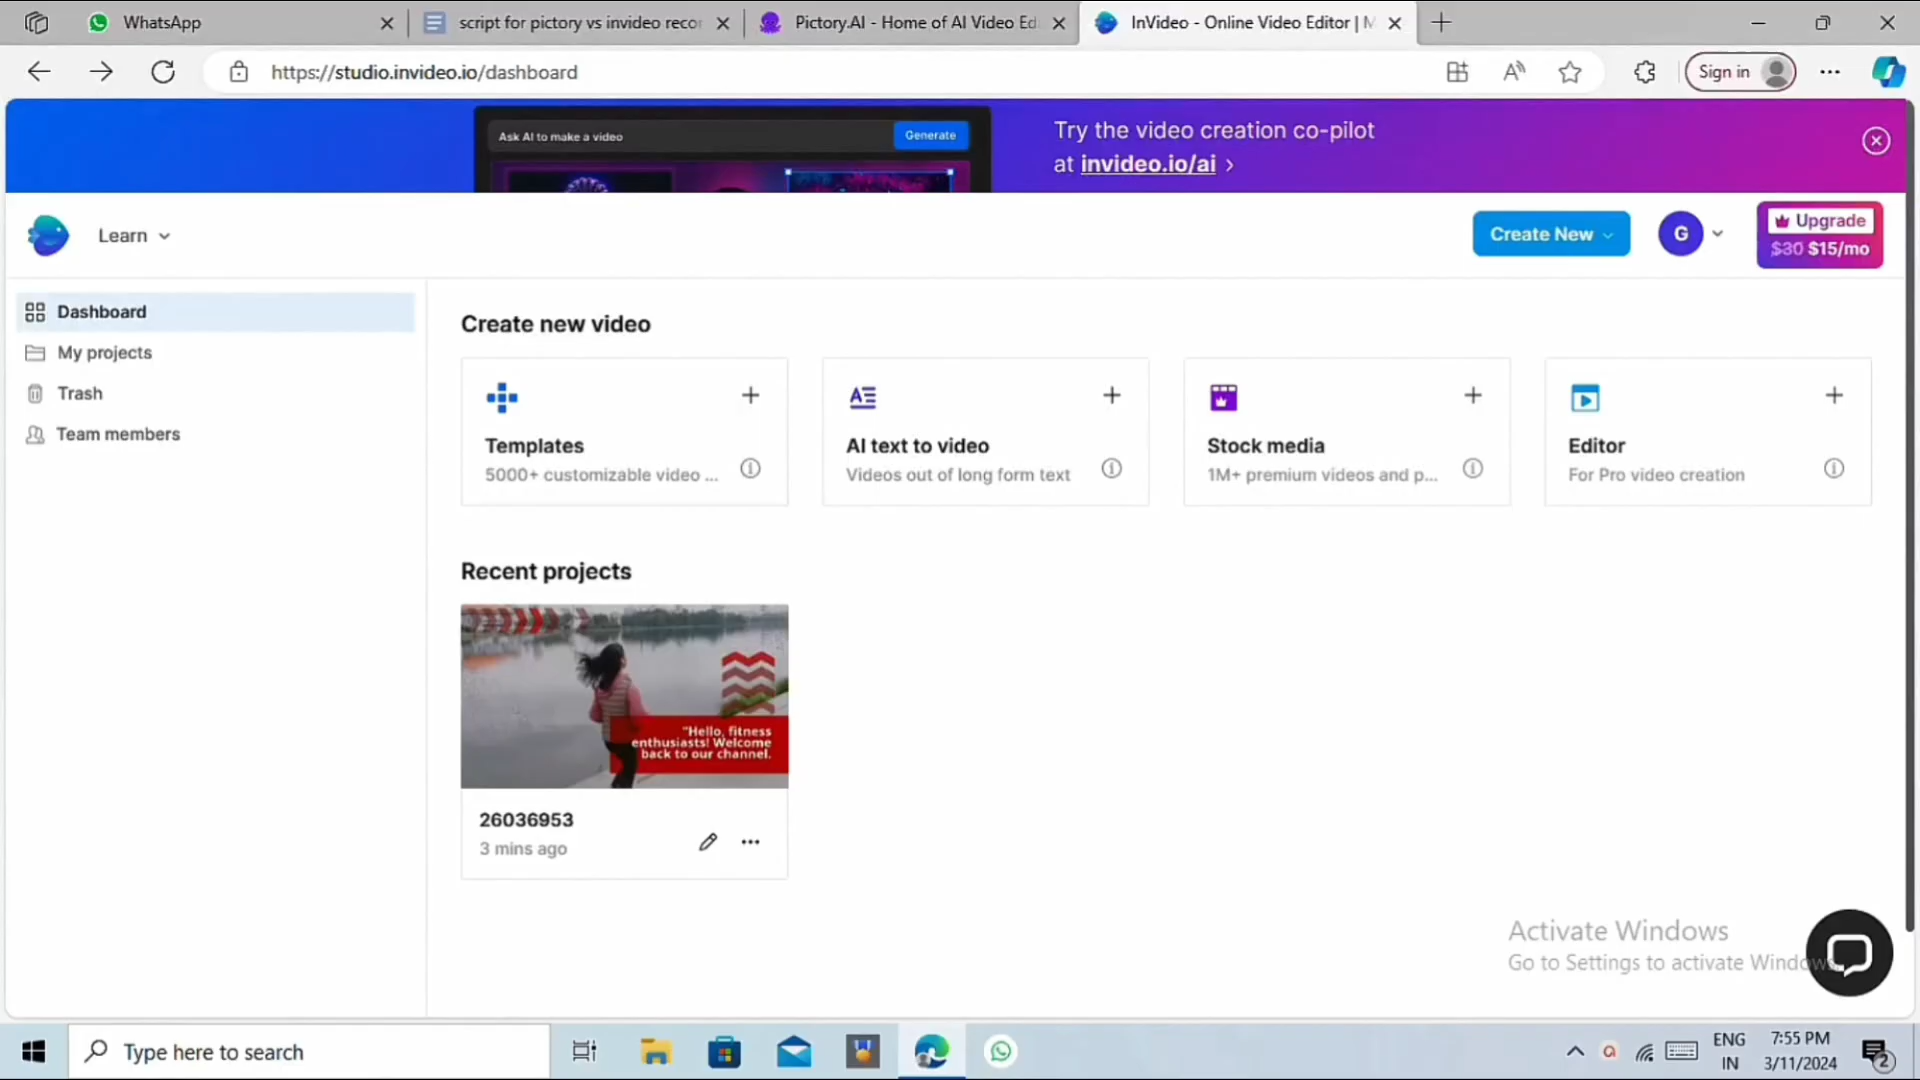 WhatsApp
script for pictory vs invideo reco
Pictory.AI - Home of AI Video Ed
InVideo - Online Video Editor | M
https://studio.invideo.io/dashboard
Sign in
Ask AI to make a video
Generate
Try the video creation co-pilot
at invideo.io/ai ›
Learn
Create New
G
Upgrade
$30 $15/mo
Dashboard
My projects
Trash
Team members
Create new video
Templates
5000+ customizable video ...
AI text to video
Videos out of long form text
Stock media
1M+ premium videos and p...
Editor
For Pro video creation
Recent projects
"Hello, fitness
enthusiasts! Welcome
back to our channel.
26036953
3 mins ago
Activate Windows
Go to Settings to activate Windows.
Type here to search
ENG
IN
7:55 PM
3/11/2024
2